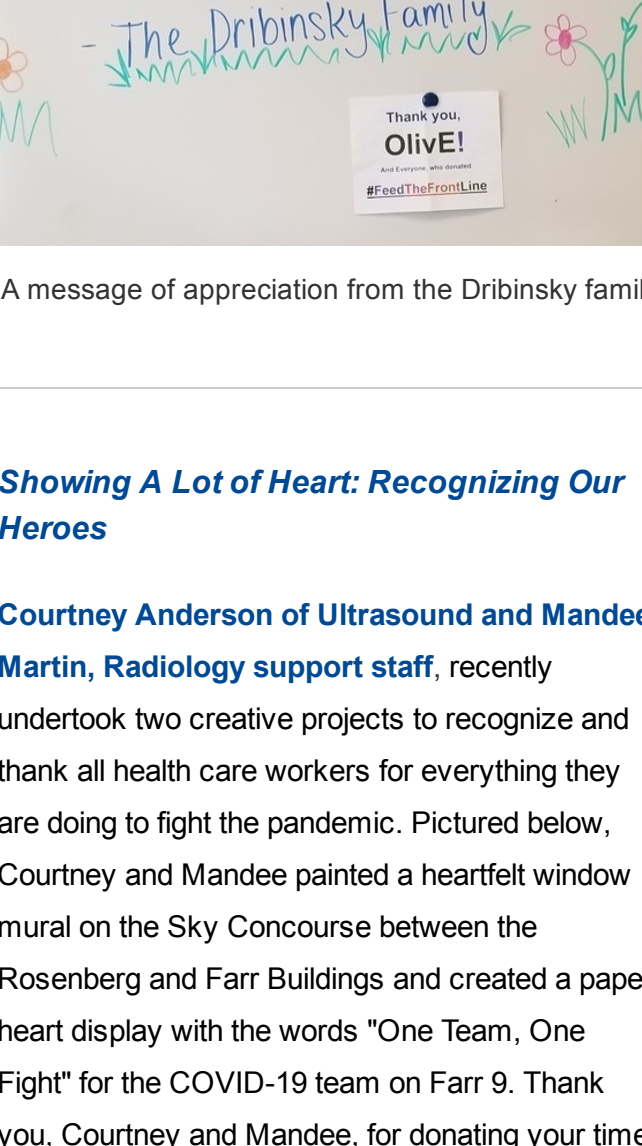 - The Dribinsky Family
Thank you,
OlivE!
And Everyone, who donated
#FeedTheFrontLine
A message of appreciation from the Dribinsky famil
Showing A Lot of Heart: Recognizing Our
Heroes
Courtney Anderson of Ultrasound and Mandee
Martin, Radiology support staff, recently
undertook two creative projects to recognize and
thank all health care workers for everything they
are doing to fight the pandemic. Pictured below,
Courtney and Mandee painted a heartfelt window
mural on the Sky Concourse between the
Rosenberg and Farr Buildings and created a pape
heart display with the words "One Team, One
Fight" for the COVID-19 team on Farr 9. Thank
you, Courtney and Mandee, for donating your time